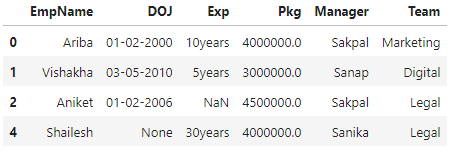 EmpName DOJ Exp Pkg Manager Team
0 Ariba 01-02-2000 10years 4000000.0 Sakpal Marketing
1 Vishakha 03-05-2010 5years 3000000.0 Sanap Digital
2 Aniket 01-02-2006 NaN 4500000.0 Sakpal Legal
4 Shailesh None 30years 4000000.0 Sanika Legal